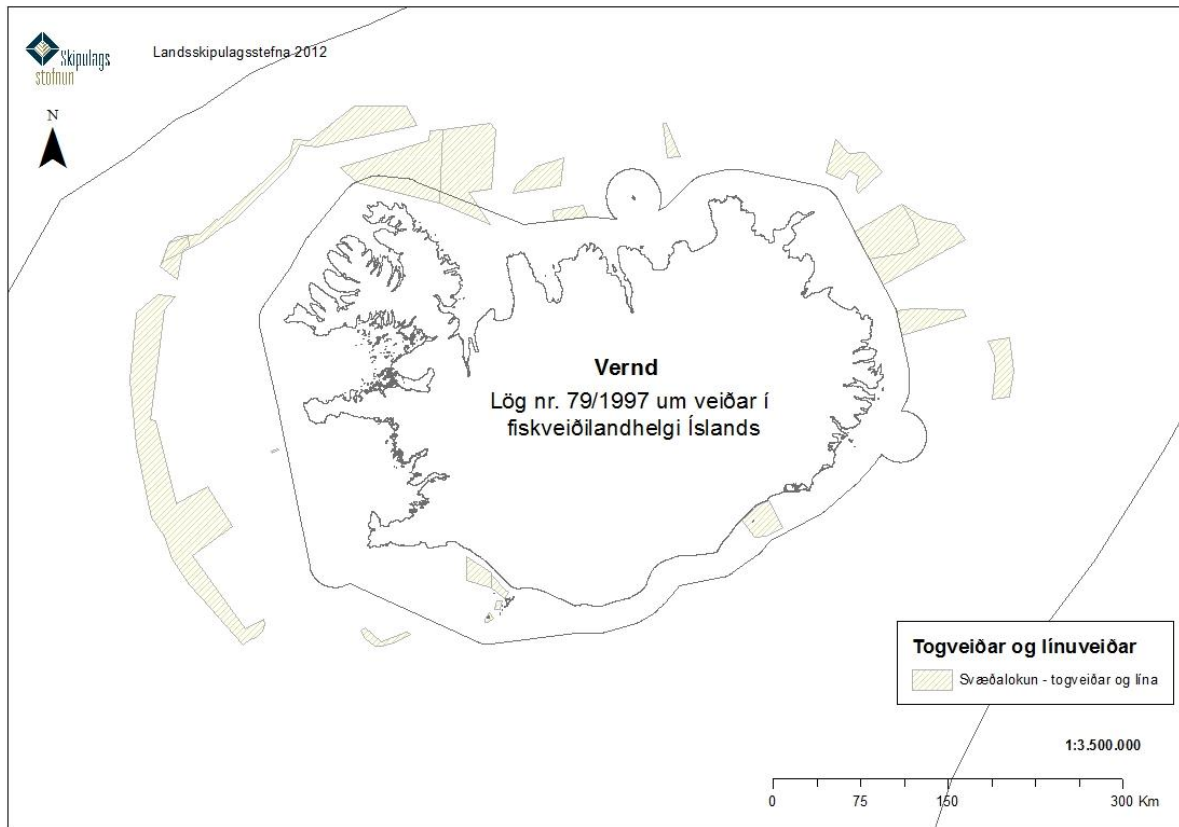 Skipulags
stofnun
Landsskipulagsstefna 2012
N
Vernd
Lög nr. 79/1997 um veiðar í
fiskveiðilandhelgi Íslands
Togveiðar og línuveiðar
Svæðalokun - togveiðar og lína
1:3.500.000
0 75 150 300 Km